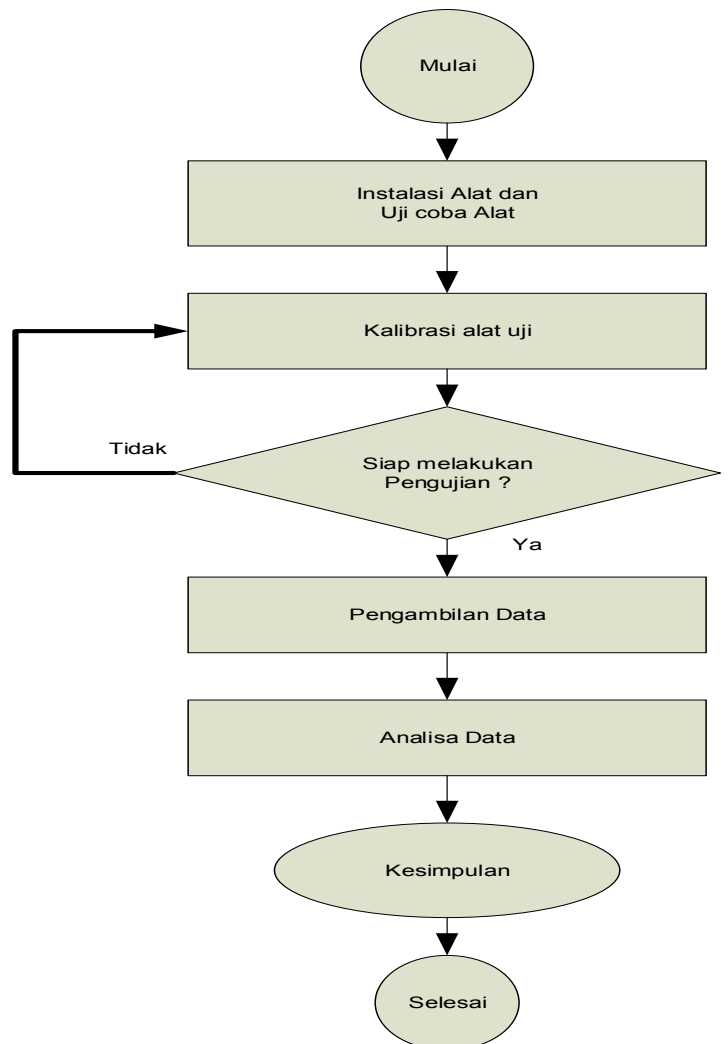 Mulai
Instalasi Alat dan
Uji coba Alat
Kalibrasi alat uji
Tidak
Siap melakukan
Pengujian ?
Ya
Pengambilan Data
Analisa Data
Kesimpulan
Selesai